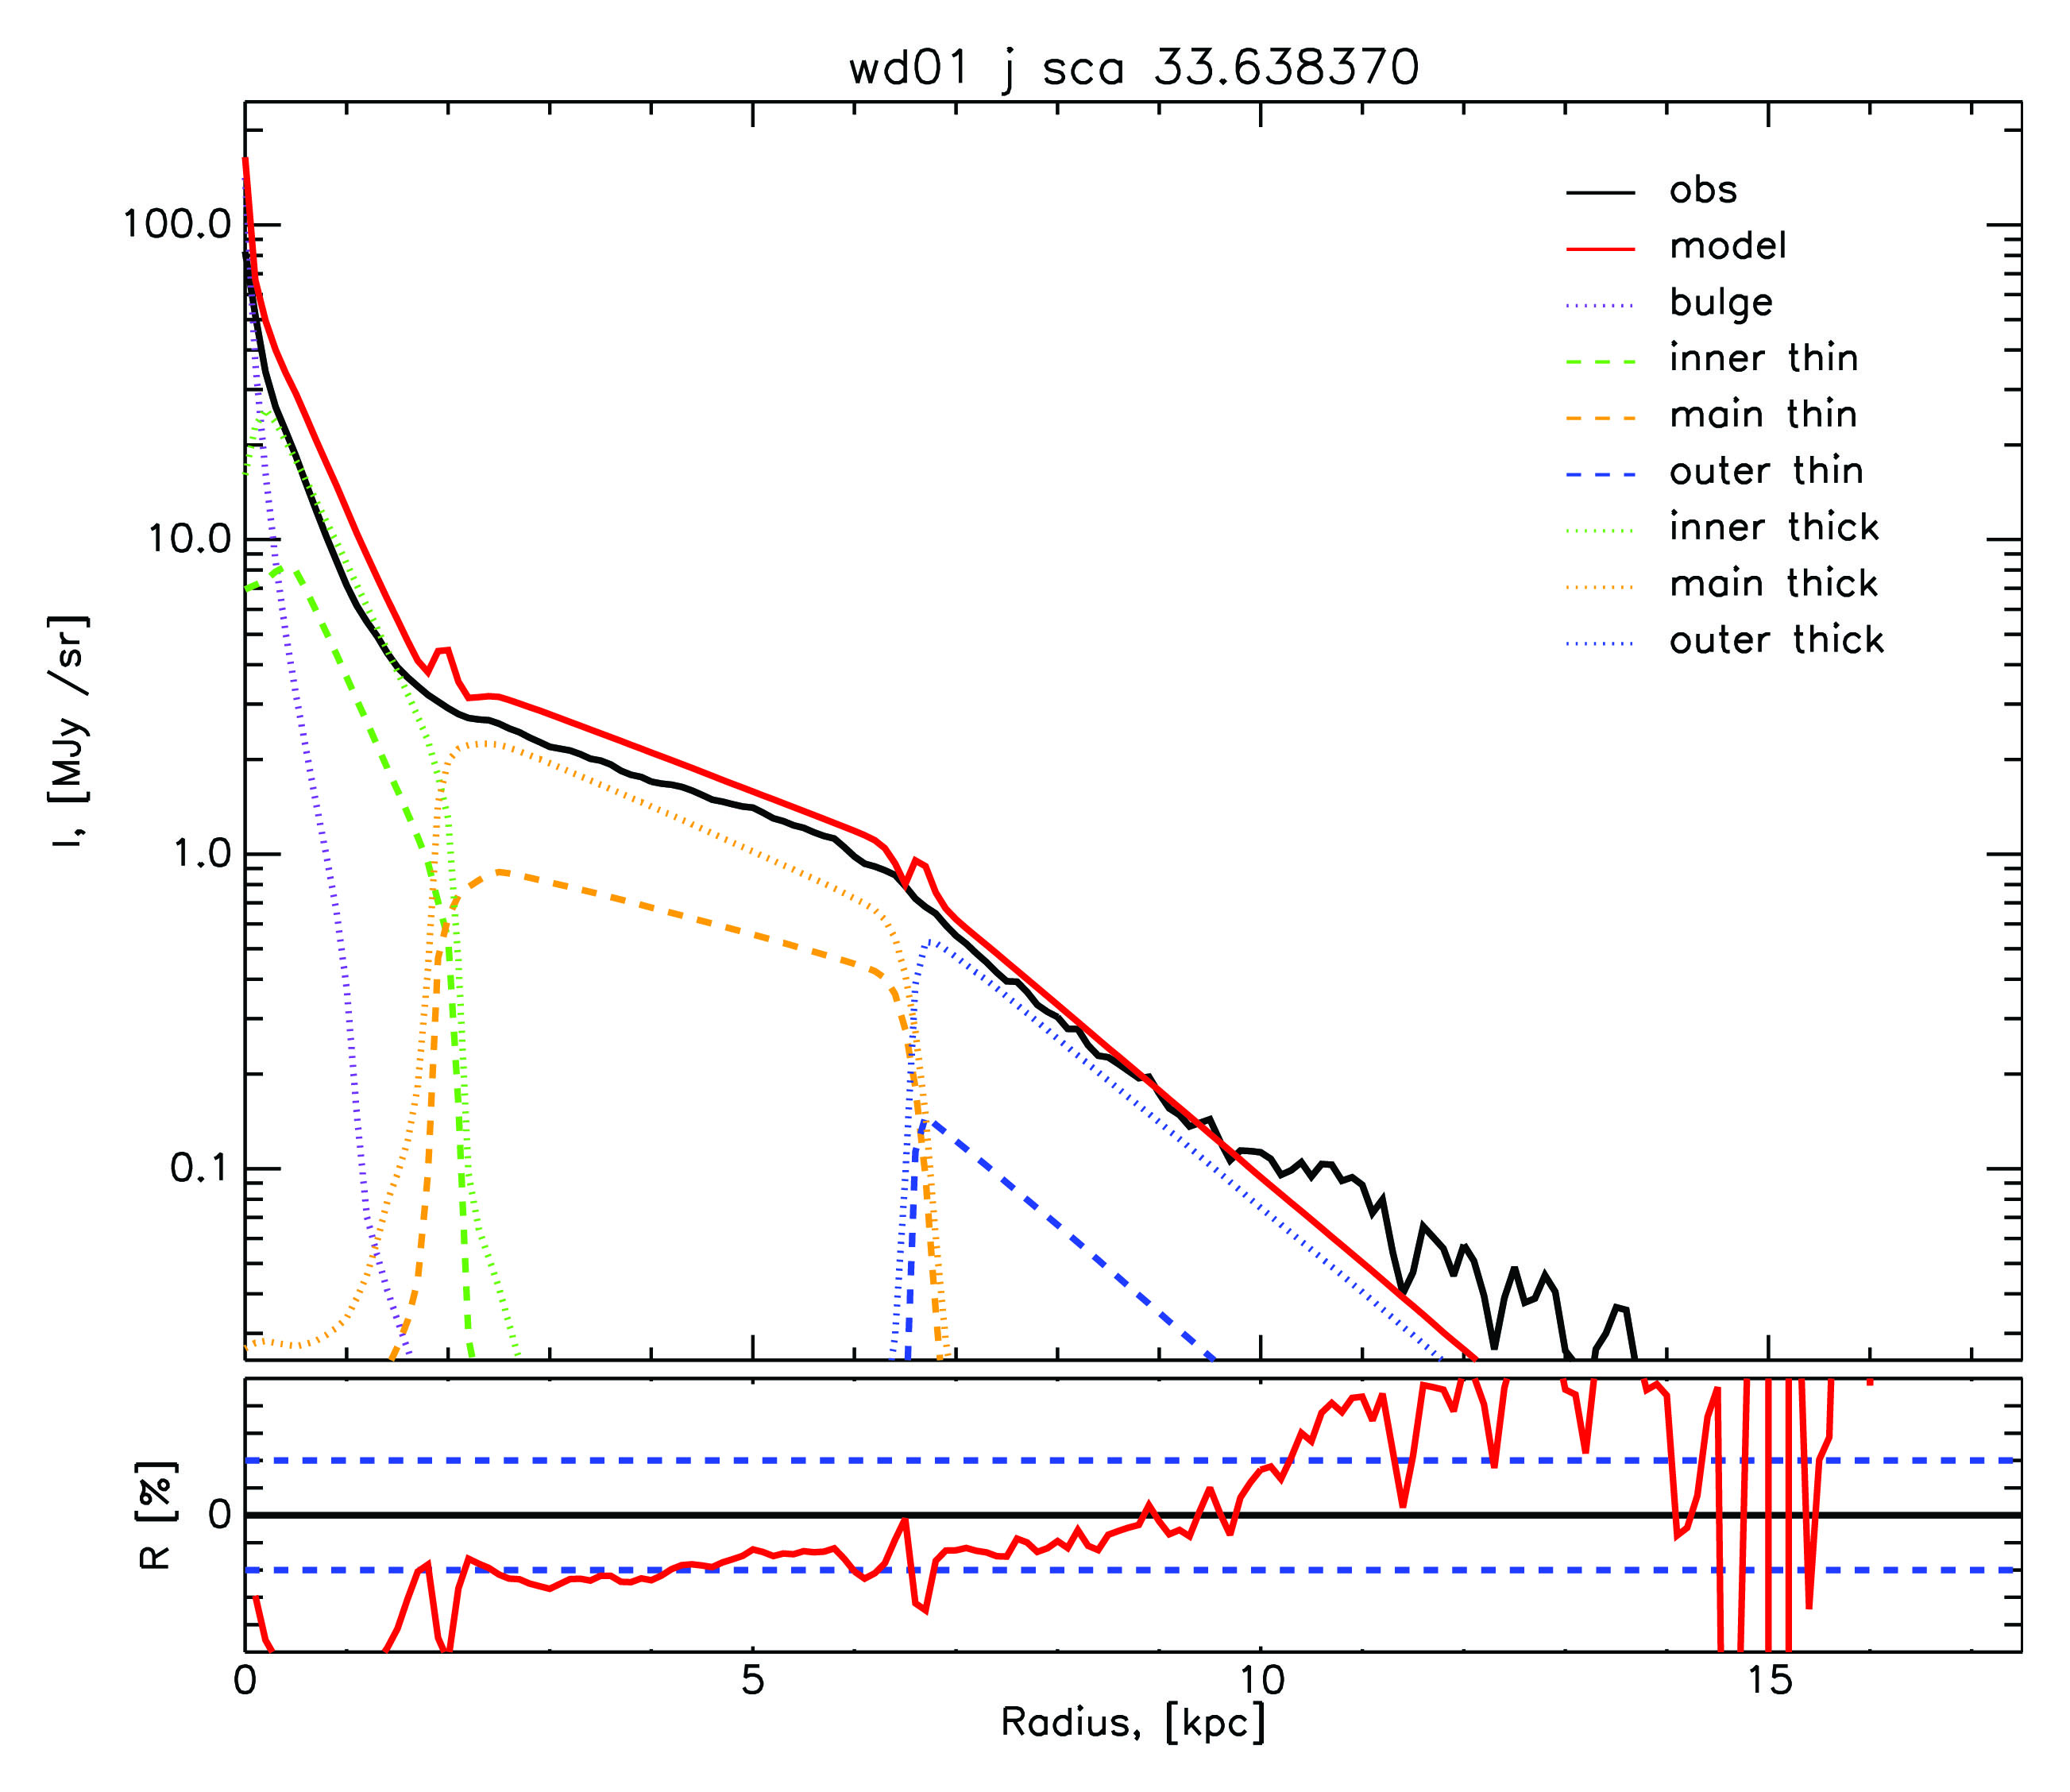 wd01 j sca 33.638370
I, [MJy /sr]
100.0
10.0
1.0
0.1
obs
model
bulge
inner thin
main thin
outer thin
inner thick
main thick
outer thick
R [%]
0
0 5 10 15
Radius, [kpc]